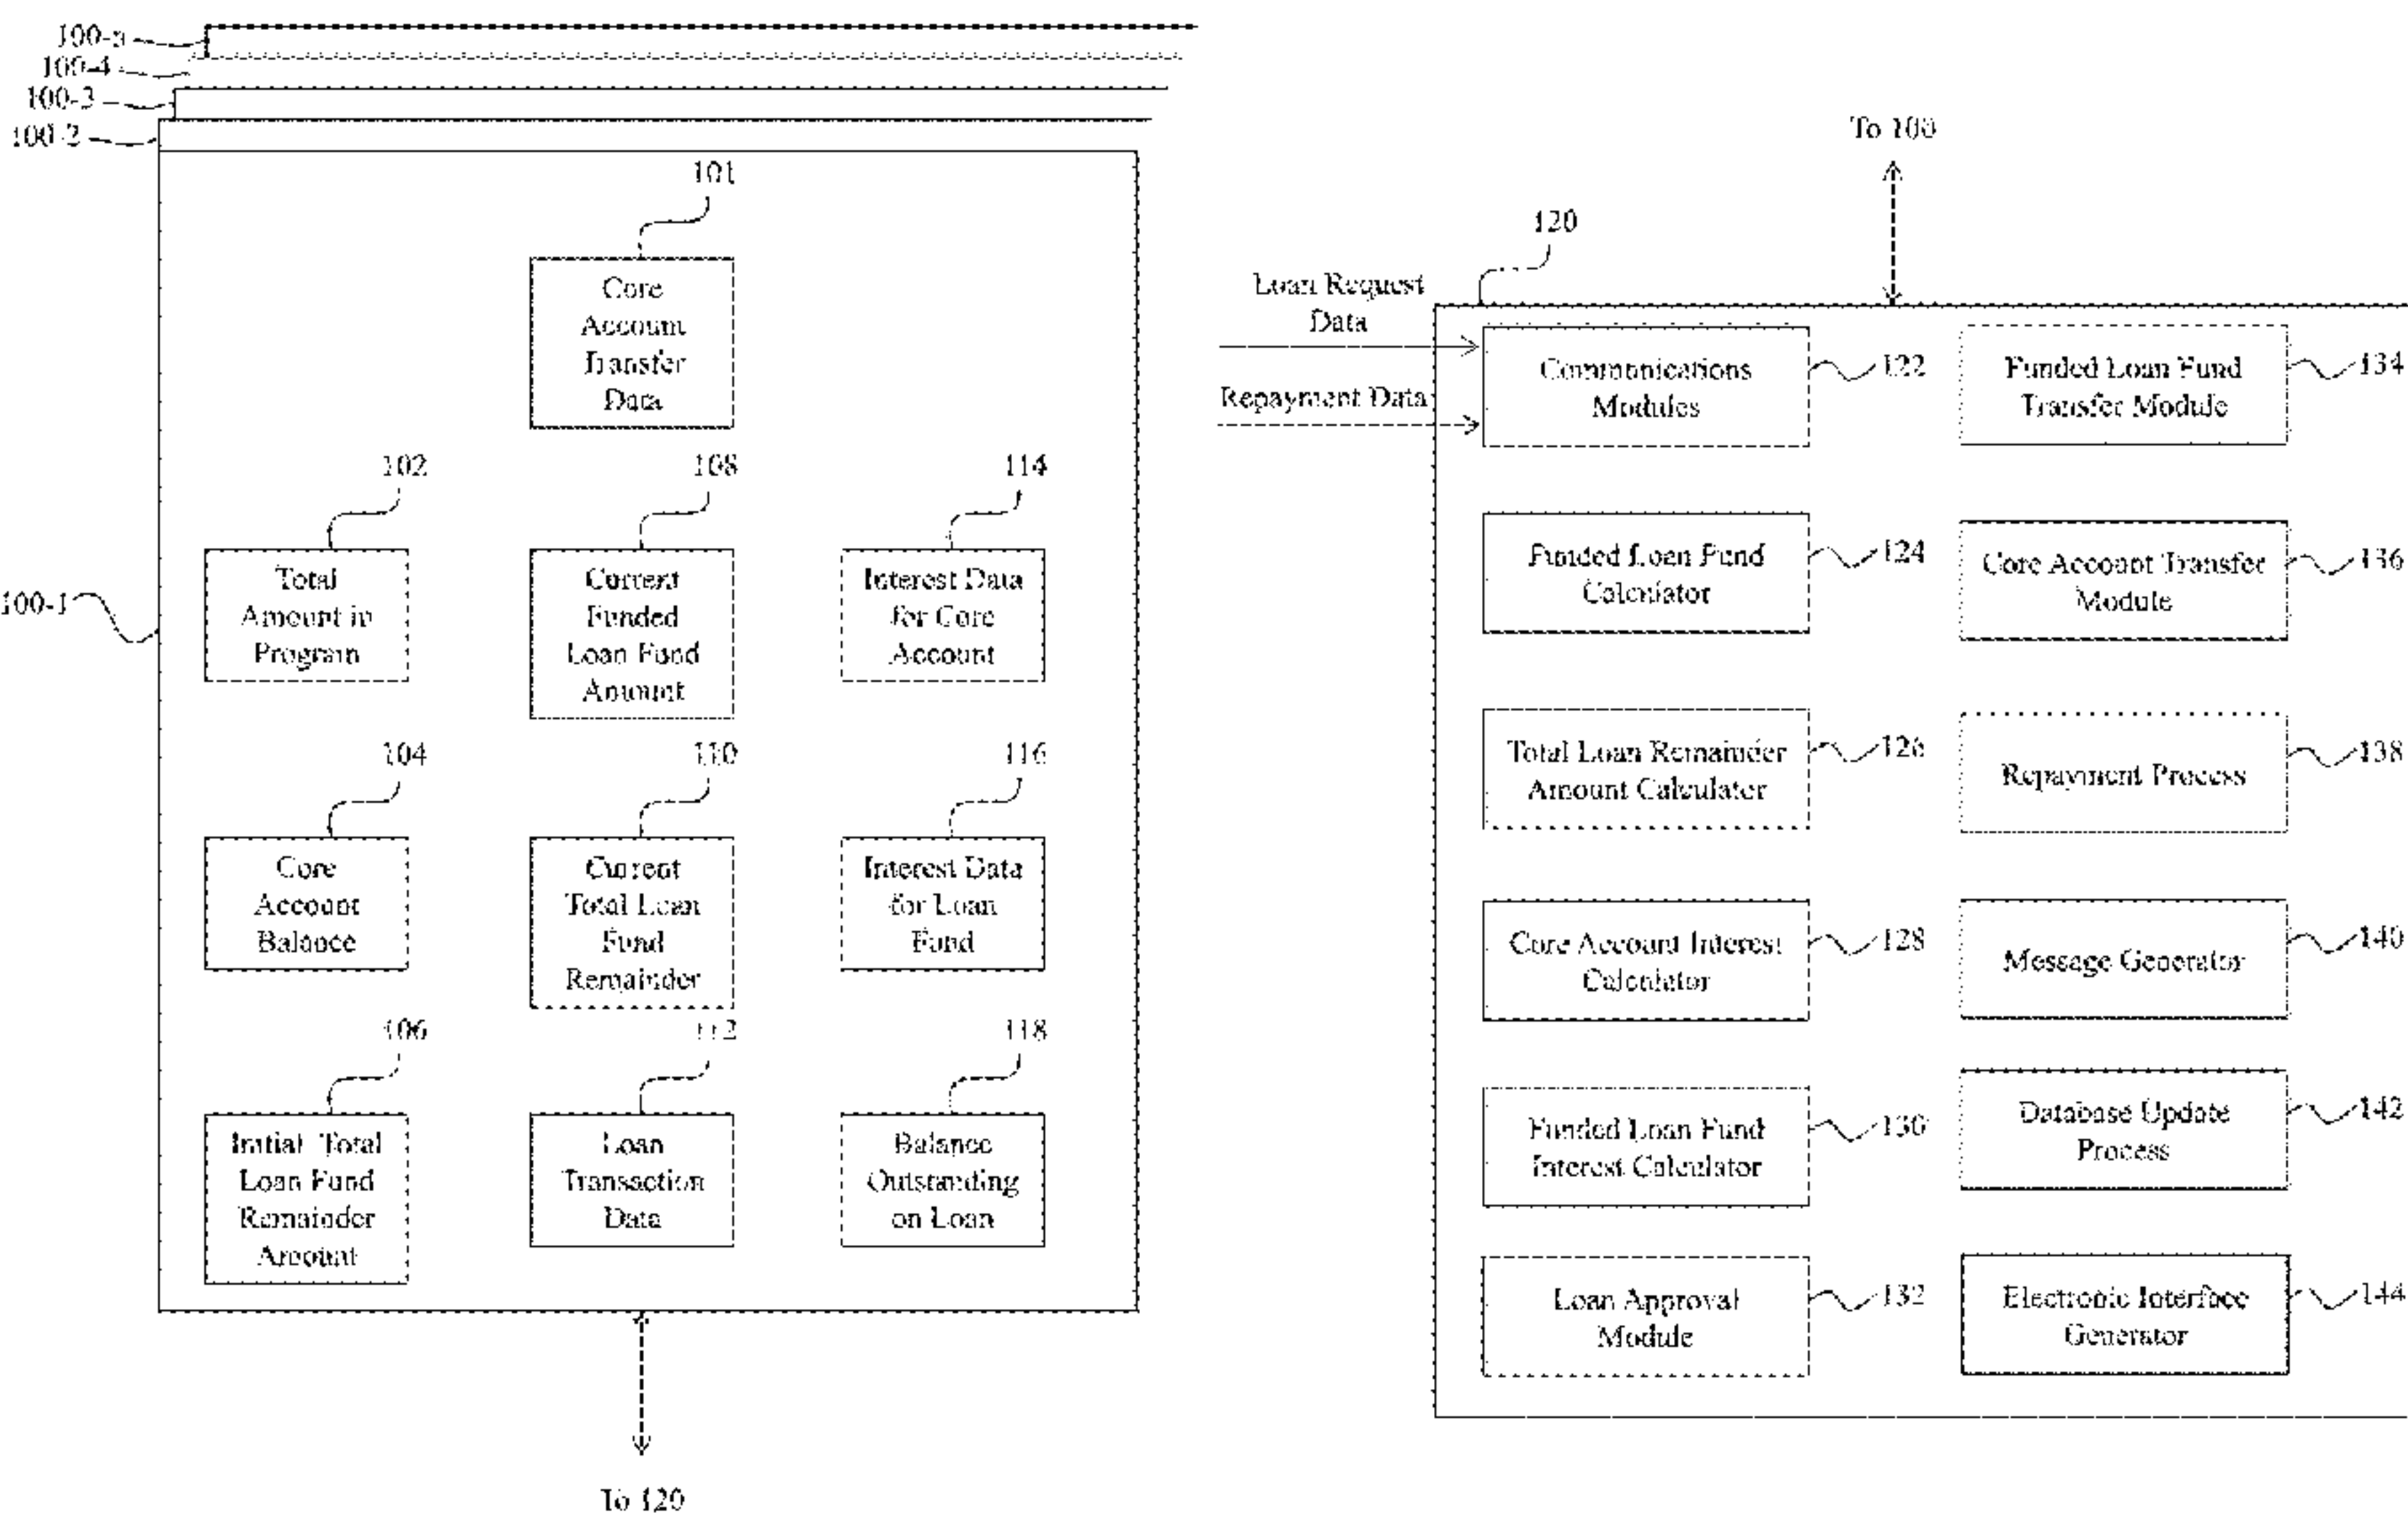 100-n
100-4
100-3
100-2
101
Core
Account
Transfer
Data
102
108
114
Total
Amount in
Program
Current
Funded
Loan Fund
Amount
Interest Data
for Core
Account
100-1
104
110
116
Core
Account
Balance
Current
Total Loan
Fund
Remainder
Interest Data
for Loan
Fund
106
112
118
Initial Total
Loan Fund
Remainder
Amount
Loan
Transaction
Data
Balance
Outstanding
on Loan
To 120
To 100
120
Loan Request
Data
Repayment Data
Communications
Modules
122
Funded Loan Fund
Transfer Module
134
Funded Loan Fund
Calculator
124
Core Account Transfer
Module
136
Total Loan Remainder
Amount Calculator
126
Repayment Process
138
Core Account Interest
Calculator
128
Message Generator
140
Funded Loan Fund
Interest Calculator
130
Database Update
Process
142
Loan Approval
Module
132
Electronic Interface
Generator
144